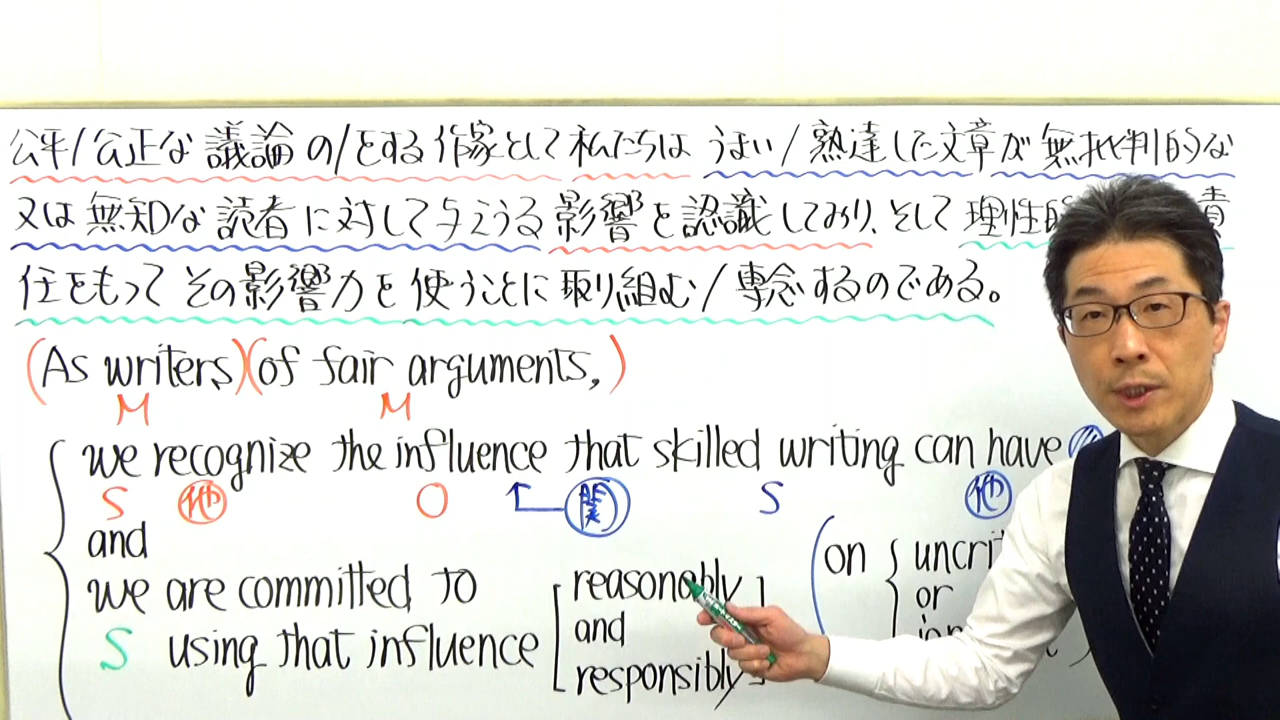 公平/公正な議論の/をする作家として私たちはうまい/熟達した文章が無批判的な
又は無知な読者に対して与えうる影響を認識しており、そして理性的 責
任をもってその影響力を使うことに取り組む/専念するのである。
(As writers)(of fair arguments,)
M M
we recognize the influence that skilled writing can have
S 他 O 関 S 他
and
we are committed to
S using that influence
[reasonably
and
responsibly]
(on { uncri
or